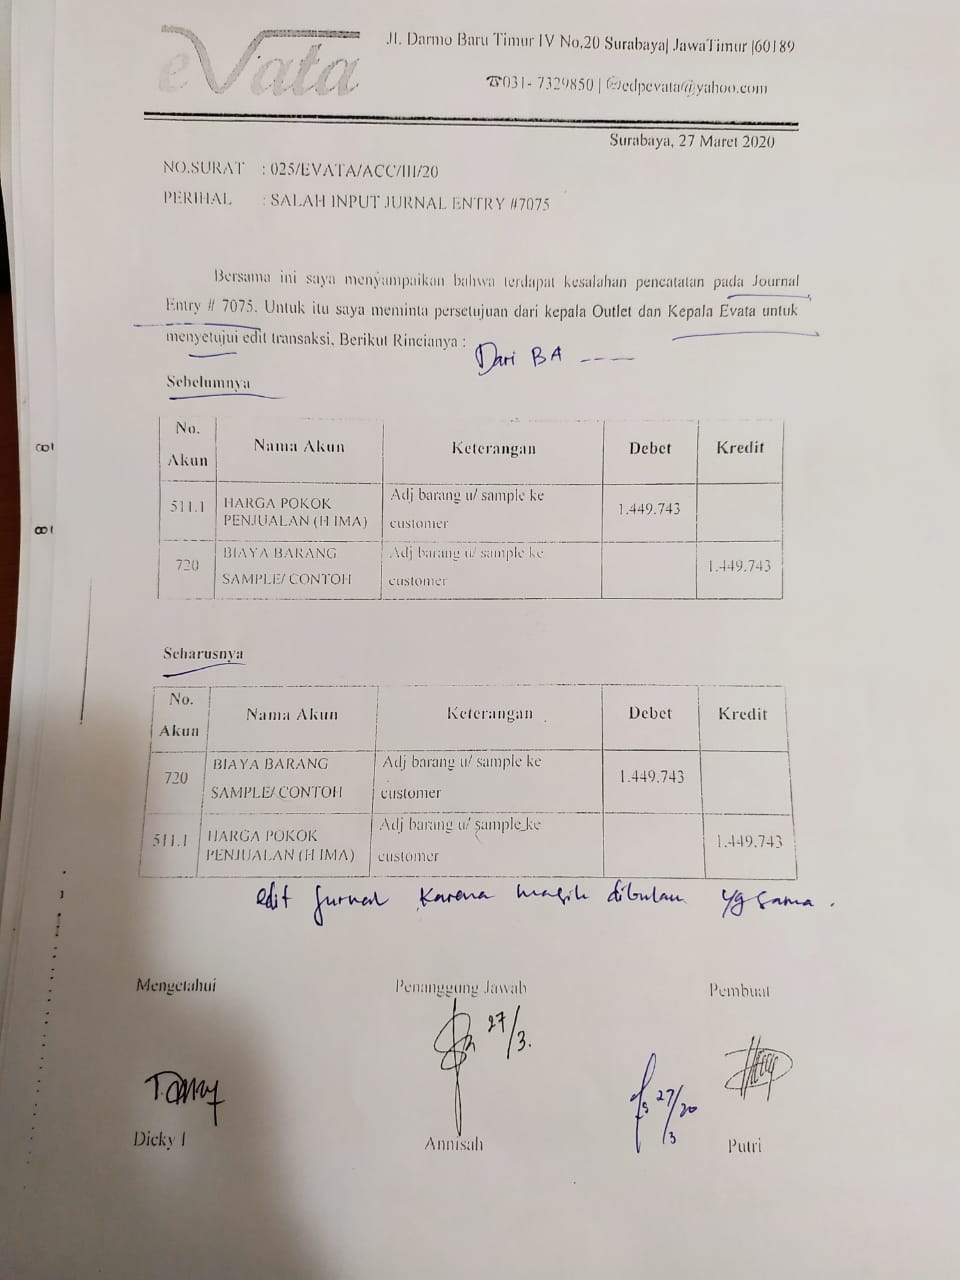 eVata
Jl. Darmo Baru Timur IV No.20 Surabaya| JawaTimur |60189
☎031- 7329850 | ✉edpevata@yahoo.com
Surabaya, 27 Maret 2020
NO.SURAT : 025/EVATA/ACC/III/20
PERIHAL : SALAH INPUT JURNAL ENTRY #7075
Bersama ini saya menyampaikan bahwa terdapat kesalahan pencatatan pada Journal
Entry # 7075. Untuk itu saya meminta persetujuan dari kepala Outlet dan Kepala Evata untuk
menyetujui edit transaksi. Berikut Rincianya :
Dari BA ----
Sebelumnya
No. Akun Nama Akun Keterangan Debet Kredit
511.1 HARGA POKOK PENJUALAN (H IMA) Adj barang u/ sample ke customer 1.449.743
720 BIAYA BARANG SAMPLE/ CONTOH Adj barang u/ sample ke customer 1.449.743
Seharusnya
No. Akun Nama Akun Keterangan Debet Kredit
720 BIAYA BARANG SAMPLE/ CONTOH Adj barang u/ sample ke customer 1.449.743
511.1 HARGA POKOK PENJUALAN (H IMA) Adj barang u/ sample ke customer 1.449.743
edit jurnal karena masih dibulan yg sama.
Mengetahui Penanggung Jawab Pembuat
27/3.
27/3 20
Dicky I Annisah Putri